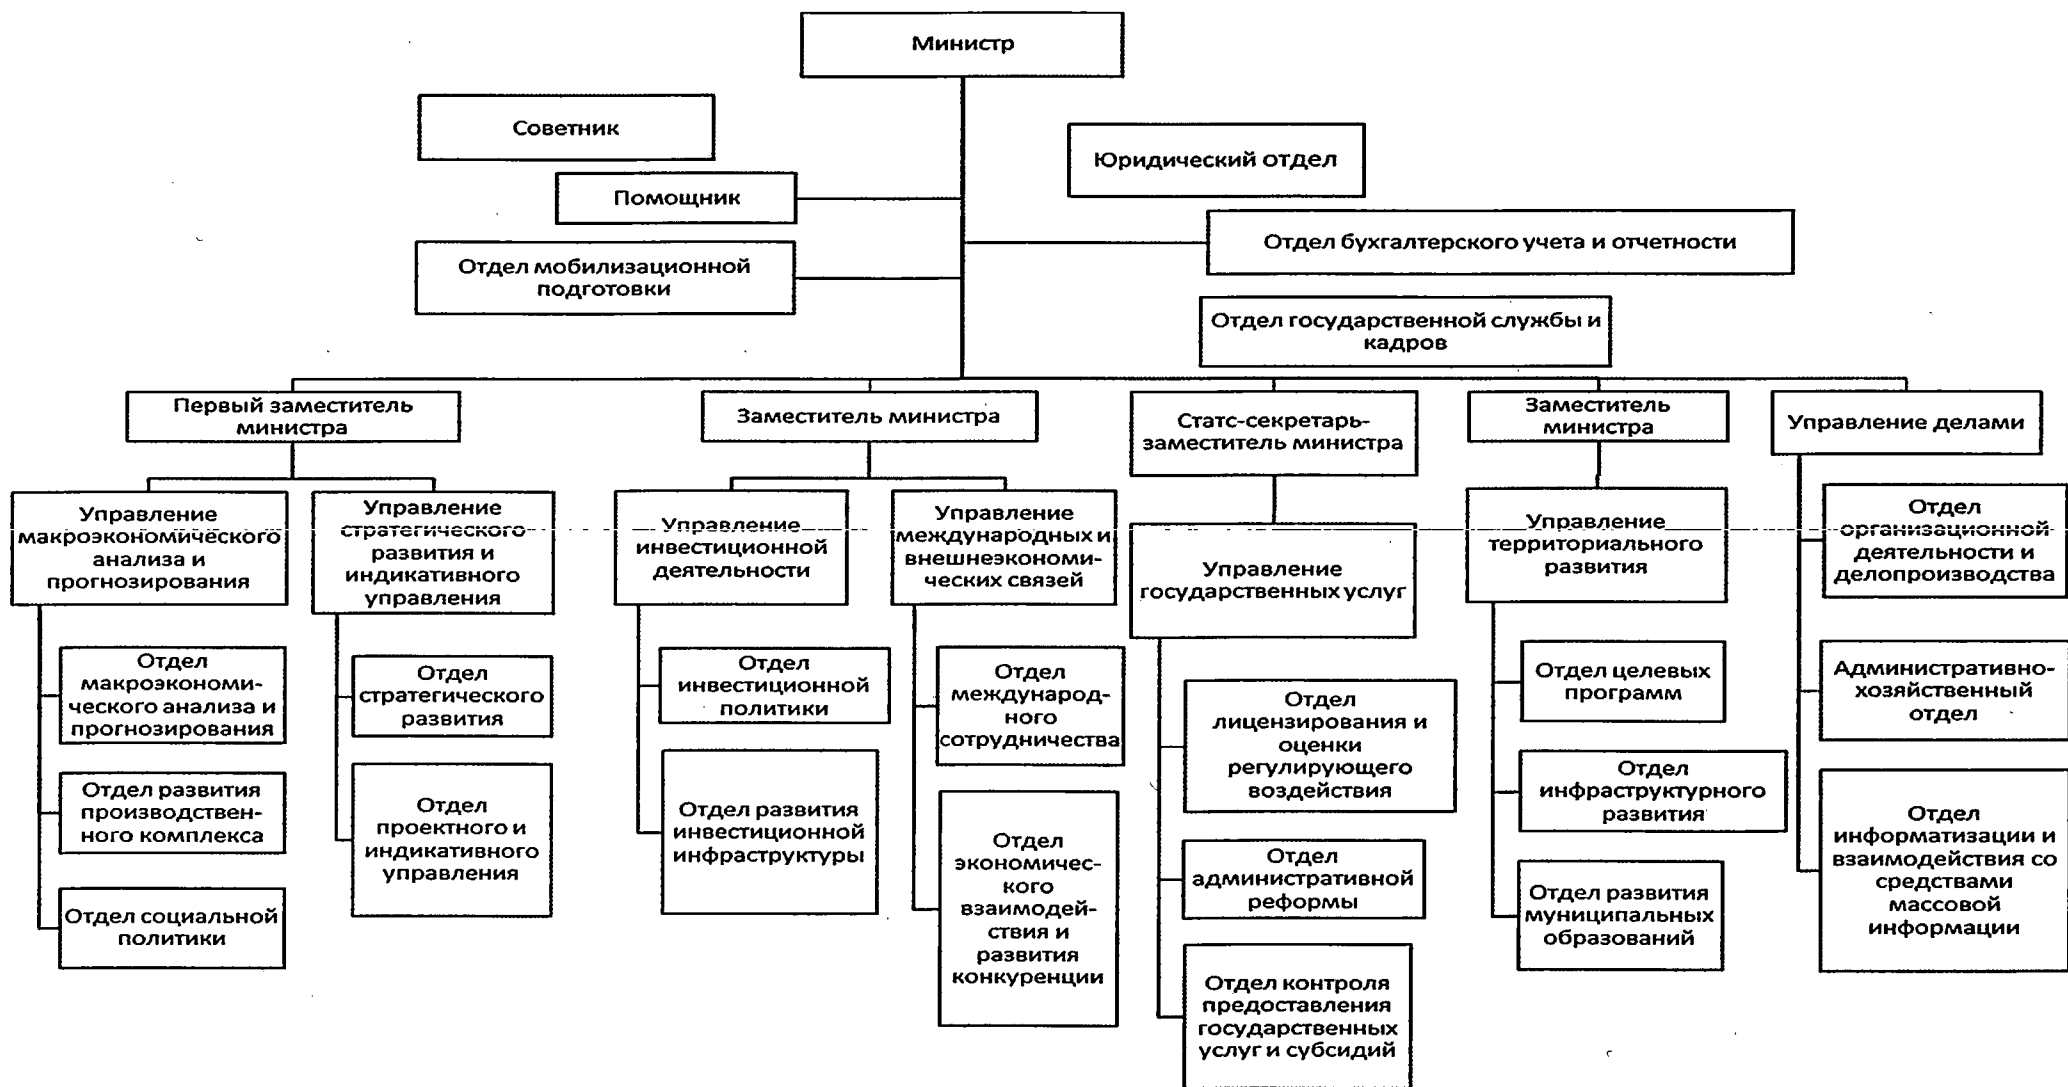 Министр
Советник
Юридический отдел
Помощник
Отдел бухгалтерского учета и отчетности
Отдел мобилизационной
подготовки
Отдел государственной службы и
кадров
Первый заместитель
министра
Заместитель министра
Статс-секретарь-
заместитель министра
Заместитель
министра
Управление делами
Управление
макроэкономического
анализа и
прогнозирования
Управление
стратегического
развития и
индикативного
управления
Управление
инвестиционной
деятельности
Управление
международных и
внешнеэкономи-
ческих связей
Управление
государственных услуг
Управление
территориального
развития
Отдел
организационной
деятельности и
делопроизводства
Отдел
макроэкономи-
ческого анализа и
прогнозирования
Отдел
стратегического
развития
Отдел
инвестиционной
политики
Отдел
международ-
ного
сотрудничества
Отдел
лицензирования и
оценки
регулирующего
воздействия
Отдел целевых
программ
Административно-
хозяйственный
отдел
Отдел развития
производствен-
ного комплекса
Отдел
проектного и
индикативного
управления
Отдел развития
инвестиционной
инфраструктуры
Отдел
экономичес-
кого
взаимодей-
ствия и
развития
конкуренции
Отдел
административной
реформы
Отдел
инфраструктурного
развития
Отдел
информатизации и
взаимодействия со
средствами
массовой
информации
Отдел социальной
политики
Отдел контроля
предоставления
государственных
услуг и субсидий
Отдел развития
муниципальных
образований